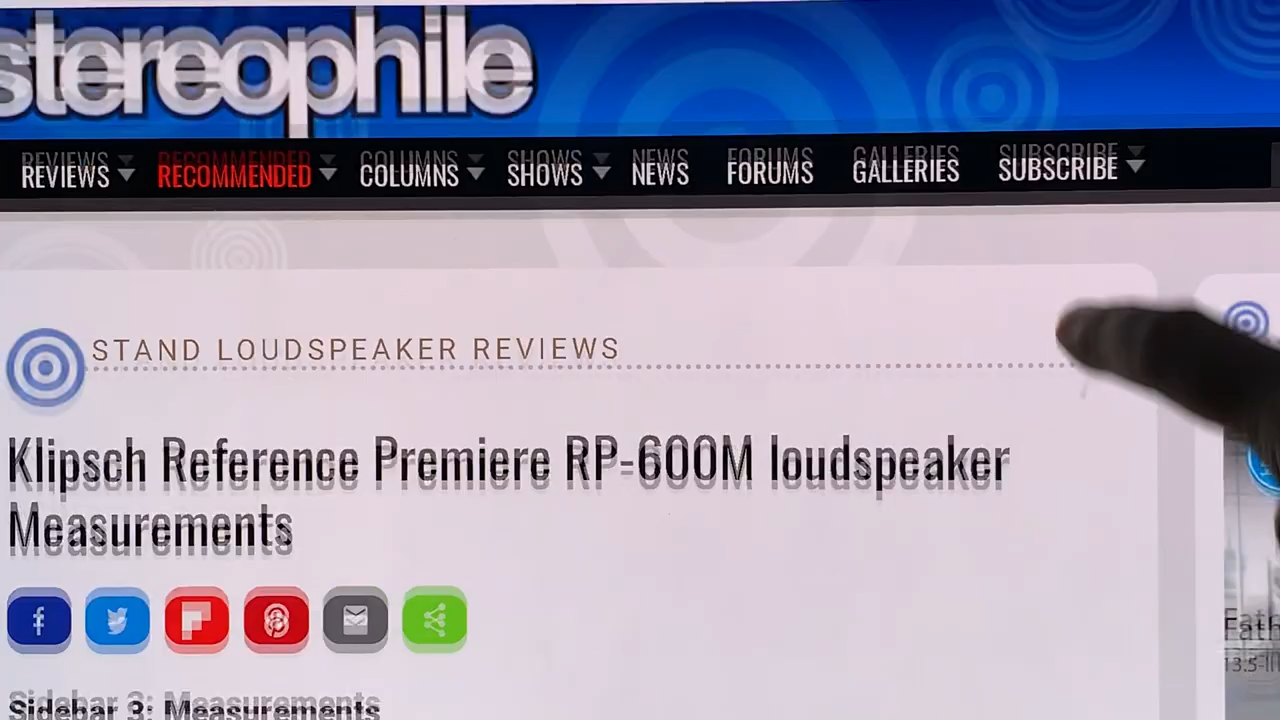 stereophile
REVIEWS RECOMMENDED COLUMNS SHOWS NEWS FORUMS GALLERIES SUBSCRIBE
STAND LOUDSPEAKER REVIEWS
Klipsch Reference Premiere RP-600M loudspeaker
Measurements
Sidebar 3: Measurements